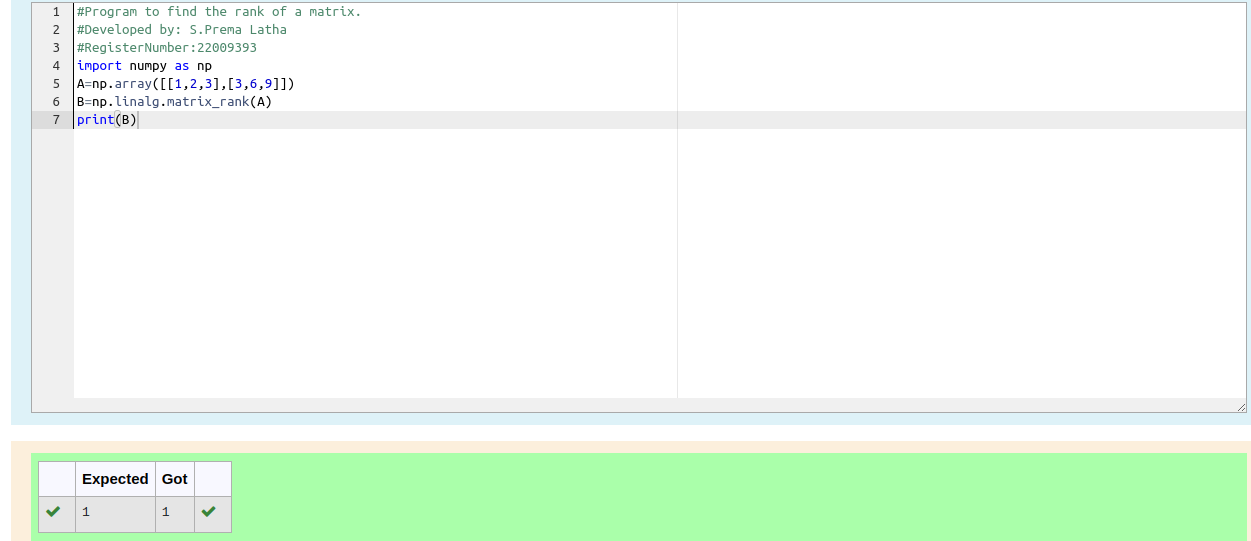 1 #Program to find the rank of a matrix.
2 #Developed by: S.Prema Latha
3 #RegisterNumber:22009393
4 import numpy as np
5 A=np.array([[1,2,3],[3,6,9]])
6 B=np.linalg.matrix_rank(A)
7 print(B)
Expected Got
1 1